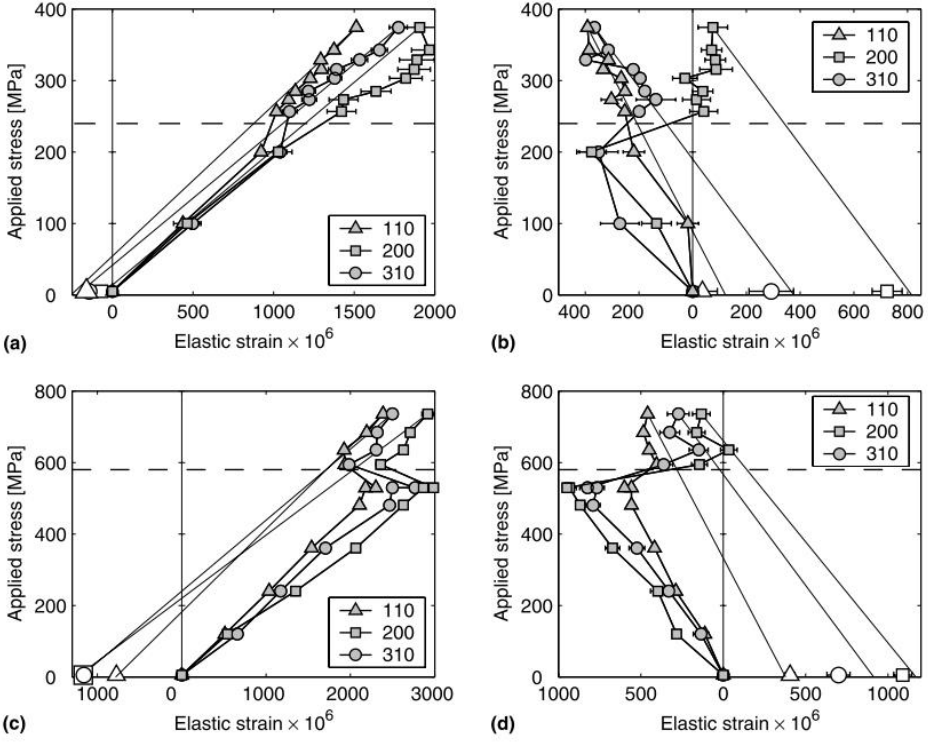 400
300
200
100
0
Applied stress [MPa]
110
200
310
0 500 1000 1500 2000
(a)
Elastic strain × 10⁶
400
300
200
100
0
Applied stress [MPa]
110
200
310
400 200 0 200 400 600 800
(b)
Elastic strain × 10⁶
800
600
400
200
0
Applied stress [MPa]
110
200
310
1000 0 1000 2000 3000
(c)
Elastic strain × 10⁶
800
600
400
200
0
Applied stress [MPa]
110
200
310
1000 500 0 500 1000
(d)
Elastic strain × 10⁶